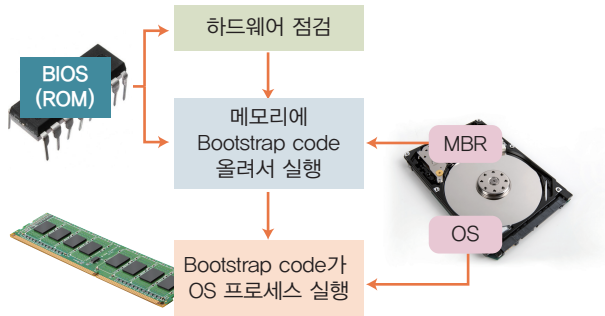 하드웨어 점검
BIOS
(ROM)
메모리에
Bootstrap code
올려서 실행
MBR
OS
Bootstrap code가
OS 프로세스 실행